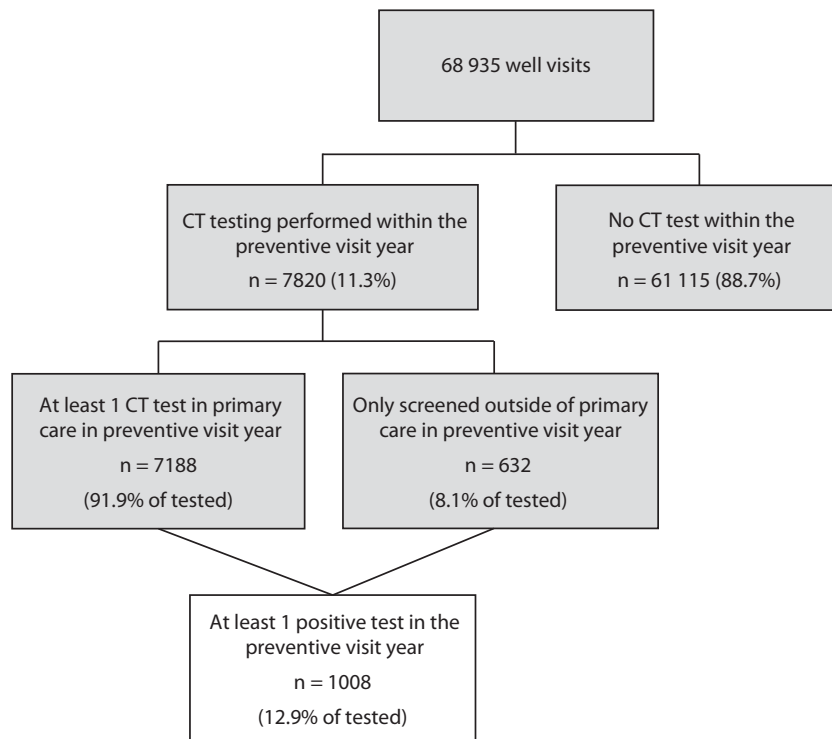 68 935 well visits
CT testing performed within the
preventive visit year
n = 7820 (11.3%)
No CT test within the
preventive visit year
n = 61 115 (88.7%)
At least 1 CT test in primary
care in preventive visit year
n = 7188
(91.9% of tested)
Only screened outside of primary
care in preventive visit year
n = 632
(8.1% of tested)
At least 1 positive test in the
preventive visit year
n = 1008
(12.9% of tested)